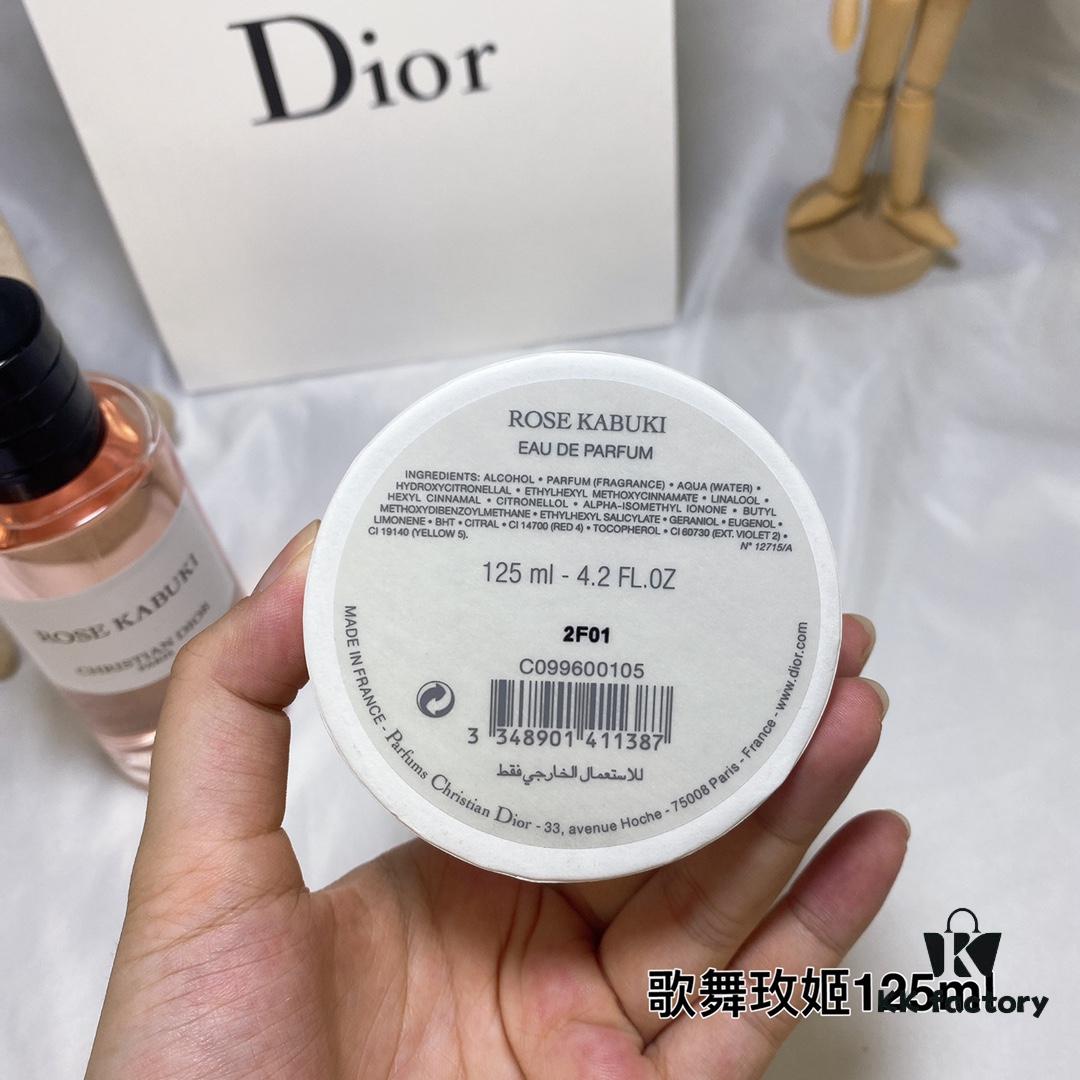 Dior
ROSE KABUKI
EAU DE PARFUM
INGREDIENTS: ALCOHOL • PARFUM (FRAGRANCE) • AQUA (WATER) •
HYDROXYCITRONELLAL • ETHYLHEXYL METHOXYCINNAMATE • LINALOOL •
HEXYL CINNAMAL • CITRONELLOL • ALPHA-ISOMETHYL IONONE • BUTYL
METHOXYDIBENZOYLMETHANE • ETHYLHEXYL SALICYLATE • GERANIOL • EUGENOL •
LIMONENE • BHT • CITRAL • CI 14700 (RED 4) • TOCOPHEROL • CI 60730 (EXT. VIOLET 2) •
CI 19140 (YELLOW 5).
N° 12715/A
125 ml - 4.2 FL.OZ
2F01
C099600105
3 348901 411387
للاستعمال الخارجي فقط
MADE IN FRANCE - Parfums Christian Dior - 33, avenue Hoche - 75008 Paris - France - www.dior.com
ROSE KABUKI
CHRISTIAN DIOR
PARIS
歌舞玫姬125ml
KK factory